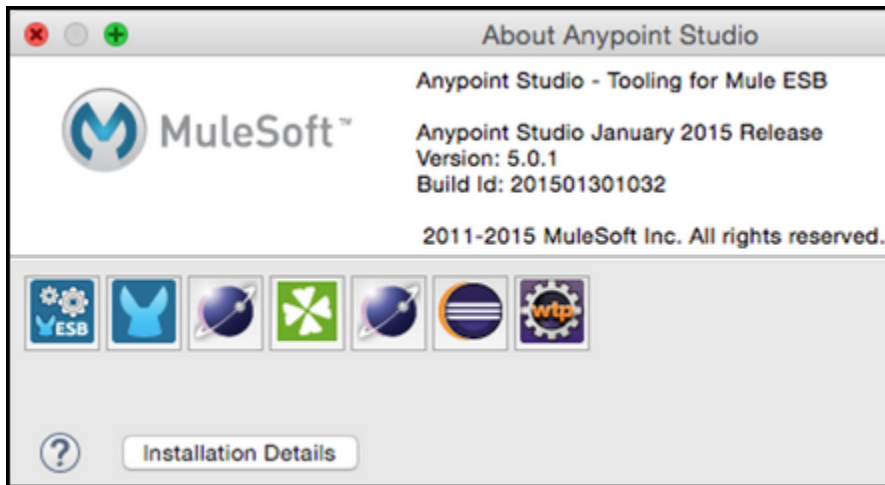 About Anypoint Studio
MuleSoft™
Anypoint Studio - Tooling for Mule ESB
Anypoint Studio January 2015 Release
Version: 5.0.1
Build Id: 201501301032
2011-2015 MuleSoft Inc. All rights reserved.
ESB
wtp
?
Installation Details